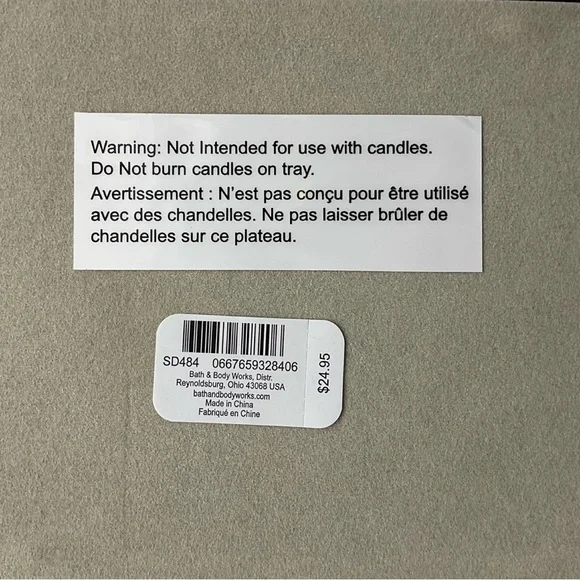 Warning: Not Intended for use with candles.
Do Not burn candles on tray.
Avertissement : N'est pas conçu pour être utilisé
avec des chandelles. Ne pas laisser brûler de
chandelles sur ce plateau.
SD484 0667659328406
Bath & Body Works, Distr.
Reynoldsburg, Ohio 43068 USA
bathandbodyworks.com
Made in China
Fabriqué en Chine
$24.95